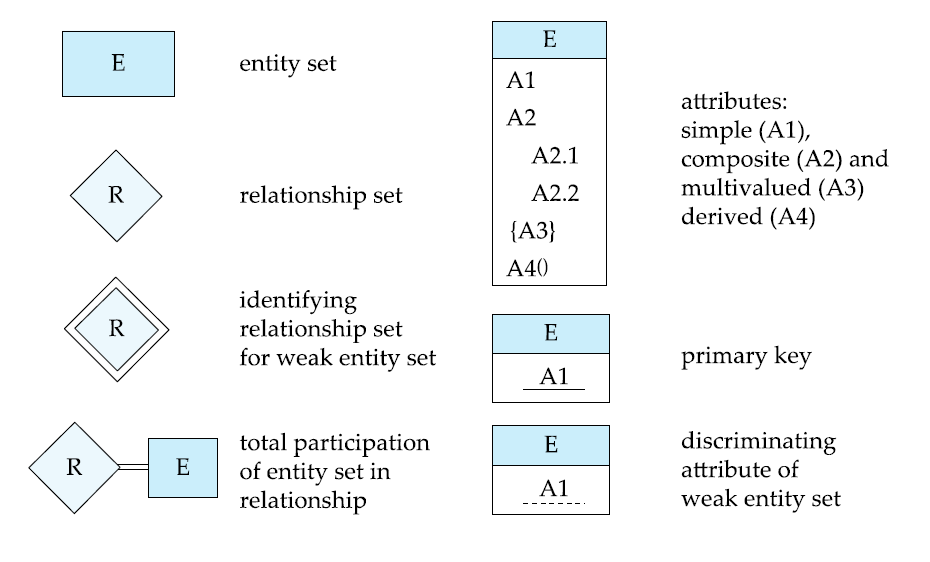 E
entity set
R
relationship set
R
identifying
relationship set
for weak entity set
R
E
total participation
of entity set in
relationship
E
A1
A2
A2.1
A2.2
{A3}
A4()
attributes:
simple (A1),
composite (A2) and
multivalued (A3)
derived (A4)
E
A1
primary key
E
A1
discriminating
attribute of
weak entity set